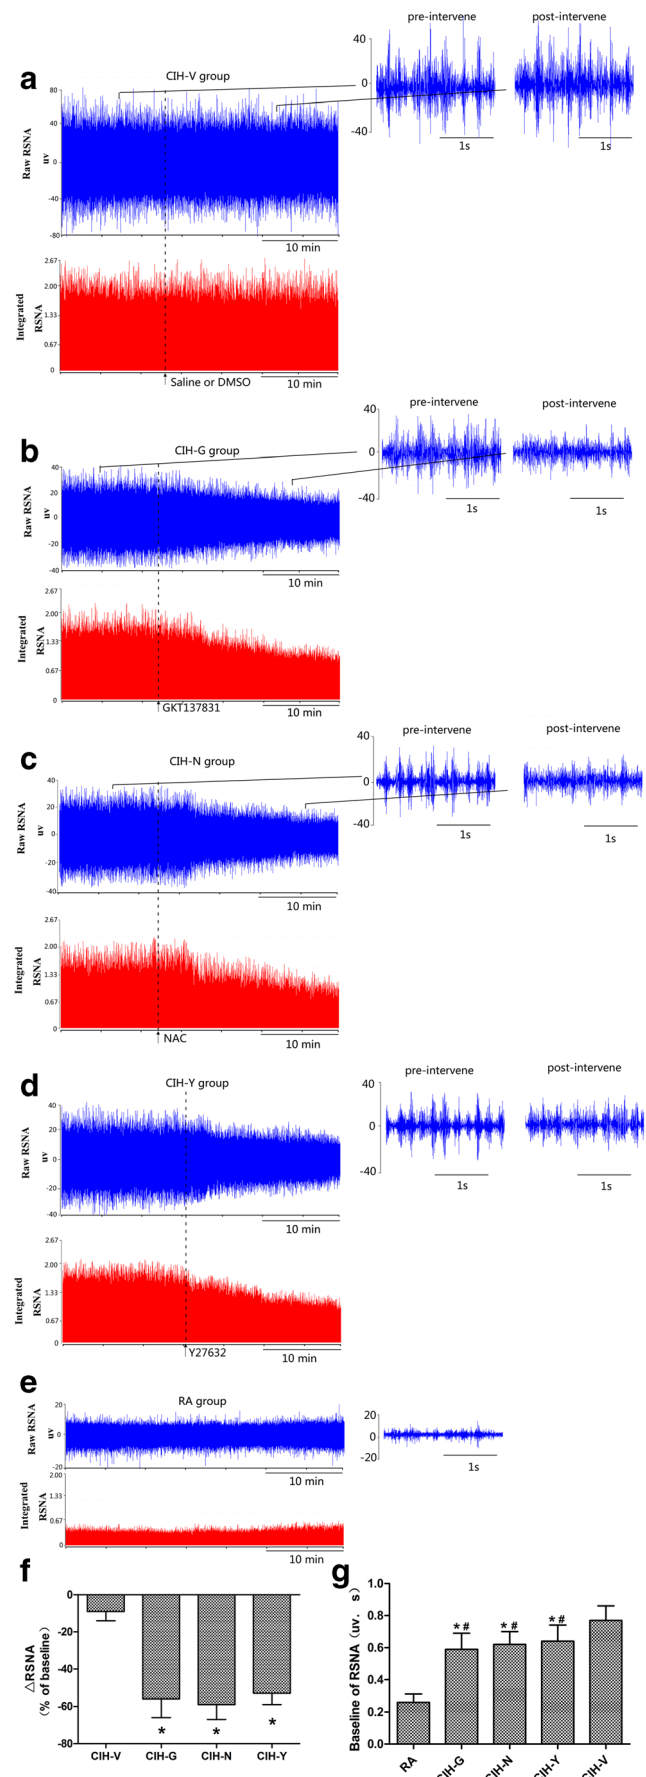 pre-intervene post-intervene
40
0
-40
1s 1s
a
CIH-V group
Raw RSNA
uv
80
40
0
-40
-80
10 min
Integrated
RSNA
2.67
2.00
1.33
0.67
0
Saline or DMSO
10 min
pre-intervene post-intervene
40
0
-40
1s 1s
b
CIH-G group
Raw RSNA
uv
40
20
0
-20
-40
10 min
Integrated
RSNA
2.67
2.00
1.33
0.67
0
GKT137831
10 min
pre-intervene post-intervene
40
0
-40
1s 1s
c
CIH-N group
Raw RSNA
uv
40
20
0
-20
-40
10 min
Integrated
RSNA
2.67
2.00
1.33
0.67
0
NAC
10 min
pre-intervene post-intervene
40
0
-40
1s 1s
d
CIH-Y group
Raw RSNA
uv
40
20
0
-20
-40
10 min
Integrated
RSNA
2.67
2.00
1.33
0.67
0
Y27632
10 min
e
RA group
Raw RSNA
uv
20
0
-20
10 min
20
0
-20
1s
Integrated
RSNA
2.00
1.33
0.67
0
10 min
f
△RSNA
(% of baseline)
0
-20
-40
-60
-80
* * *
CIH-V CIH-G CIH-N CIH-Y
g
Baseline of RSNA (uv. s)
1.0
0.8
0.6
0.4
0.2
0.0
* # * # * #
RA CIH-G CIH-N CIH-Y CIH-V